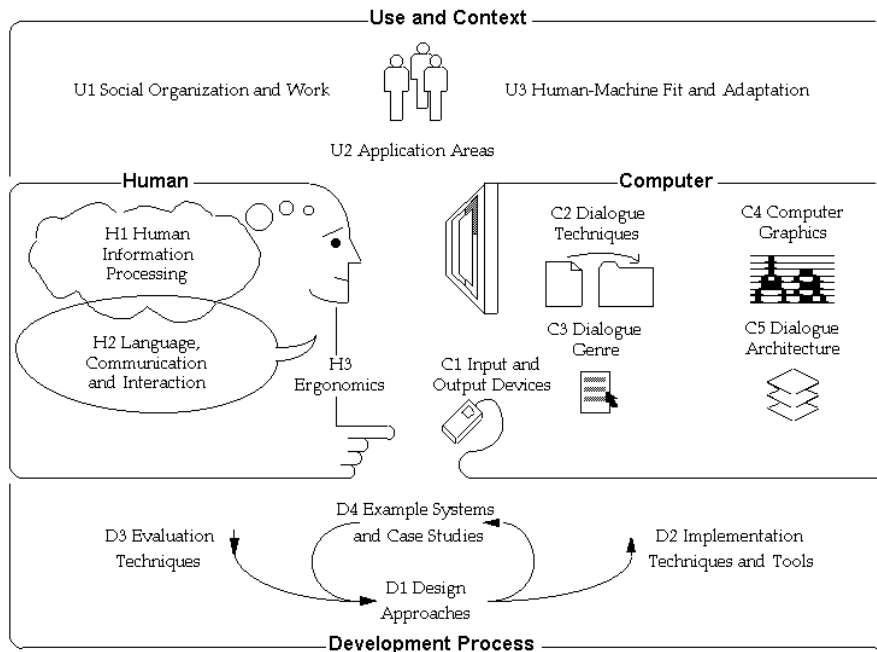 Use and Context
U1 Social Organization and Work
U3 Human-Machine Fit and Adaptation
U2 Application Areas
Human
H1 Human
Information
Processing
H2 Language,
Communication
and Interaction
H3
Ergonomics
Computer
C2 Dialogue
Techniques
C4 Computer
Graphics
C3 Dialogue
Genre
C5 Dialogue
Architecture
C1 Input and
Output Devices
D4 Example Systems
and Case Studies
D3 Evaluation
Techniques
D2 Implementation
Techniques and Tools
D1 Design
Approaches
Development Process